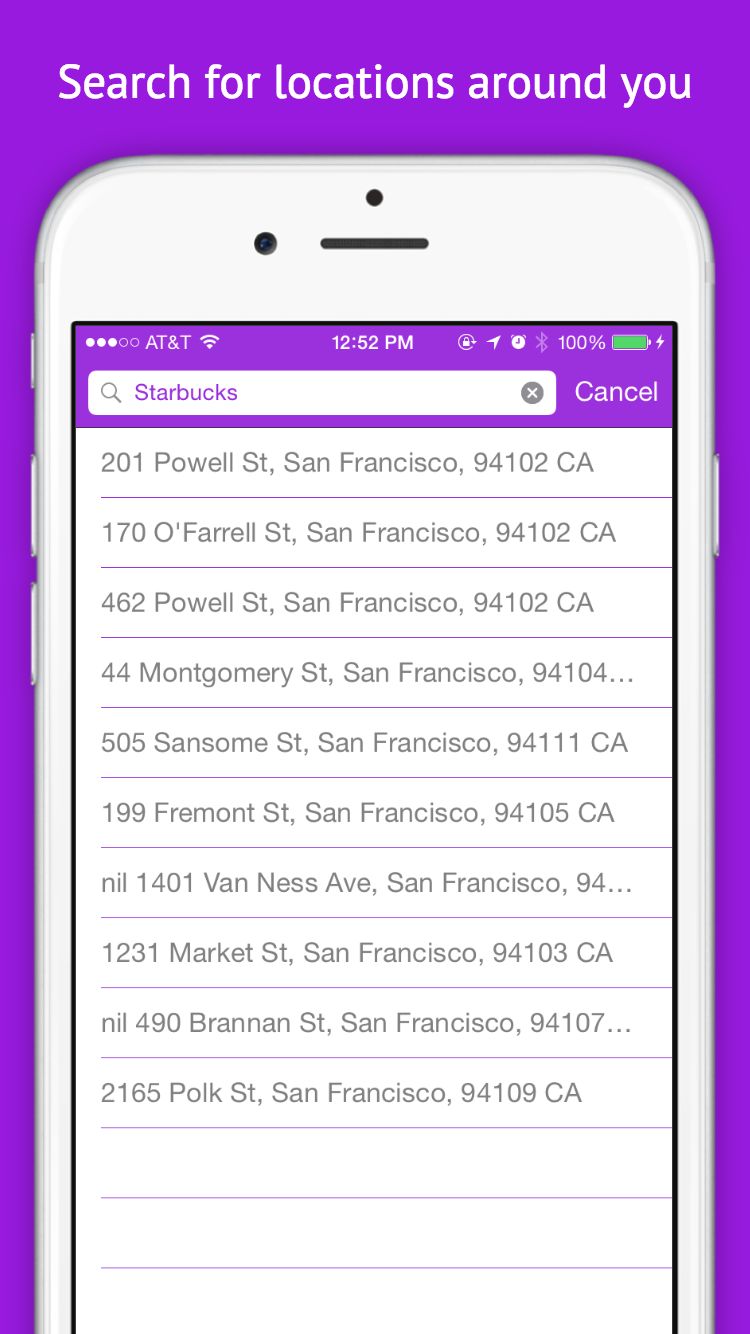 Search for locations around you
AT&T 12:52 PM 100%
Starbucks Cancel
201 Powell St, San Francisco, 94102 CA
170 O'Farrell St, San Francisco, 94102 CA
462 Powell St, San Francisco, 94102 CA
44 Montgomery St, San Francisco, 94104…
505 Sansome St, San Francisco, 94111 CA
199 Fremont St, San Francisco, 94105 CA
nil 1401 Van Ness Ave, San Francisco, 94…
1231 Market St, San Francisco, 94103 CA
nil 490 Brannan St, San Francisco, 94107…
2165 Polk St, San Francisco, 94109 CA